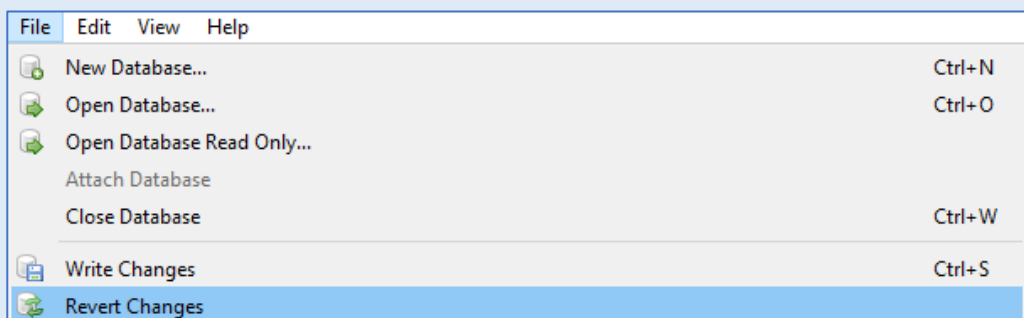 File Edit View Help
New Database... Ctrl+N
Open Database... Ctrl+O
Open Database Read Only...
Attach Database
Close Database Ctrl+W
Write Changes Ctrl+S
Revert Changes